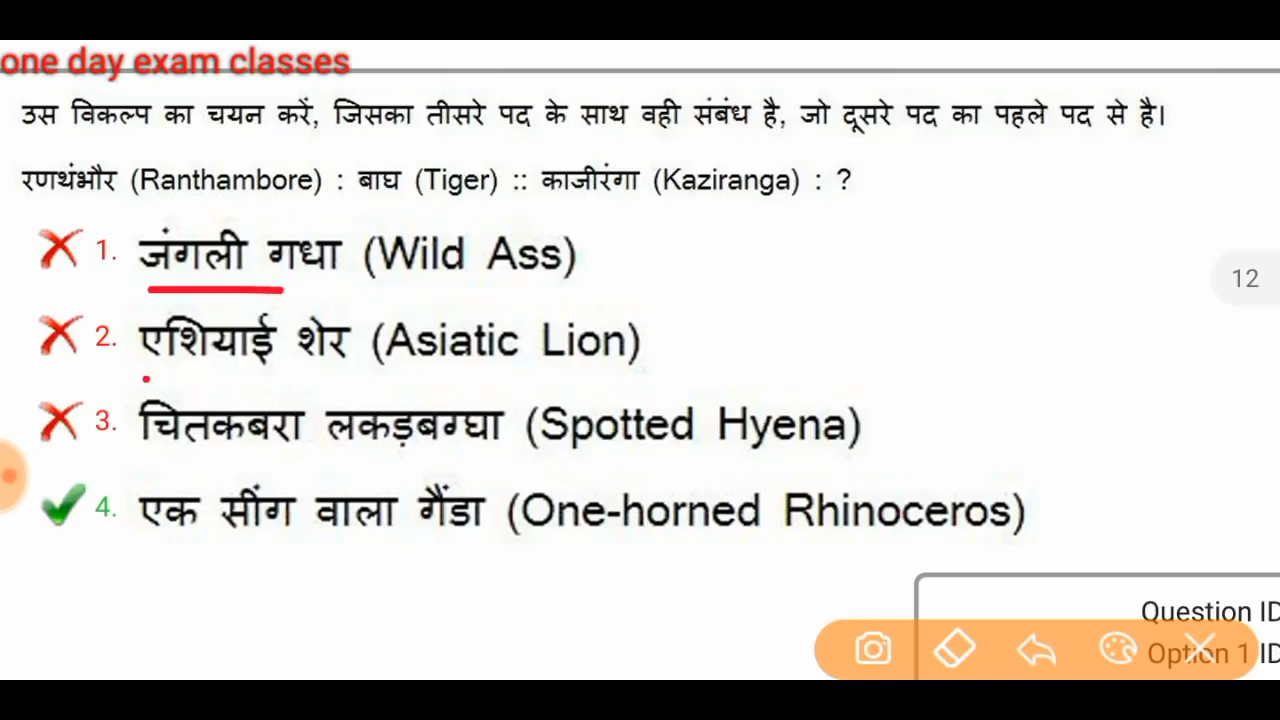 one day exam classes
उस विकल्प का चयन करें, जिसका तीसरे पद के साथ वही संबंध है, जो दूसरे पद का पहले पद से है।
रणथंभौर (Ranthambore) : बाघ (Tiger) :: काजीरंगा (Kaziranga) : ?
1. जंगली गधा (Wild Ass)
12
2. एशियाई शेर (Asiatic Lion)
3. चितकबरा लकड़बग्घा (Spotted Hyena)
4. एक सींग वाला गैंडा (One-horned Rhinoceros)
Question ID
Option 1 ID